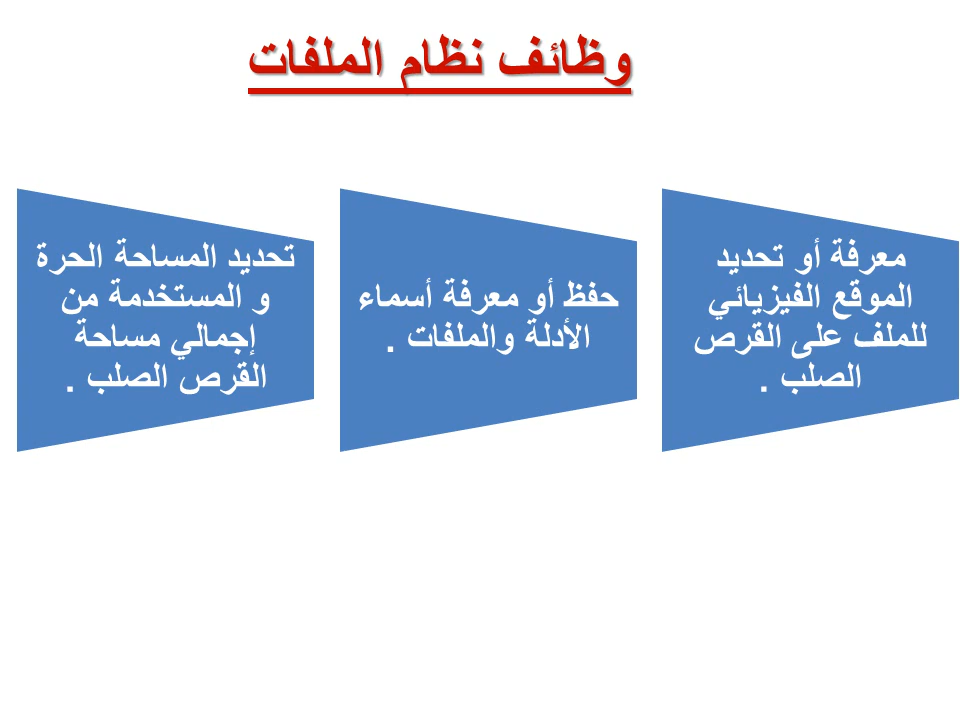 وظائف نظام الملفات
معرفة أو تحديد
الموقع الفيزيائي
للملف على القرص
الصلب .
حفظ أو معرفة أسماء
الأدلة والملفات .
تحديد المساحة الحرة
و المستخدمة من
إجمالي مساحة
القرص الصلب .